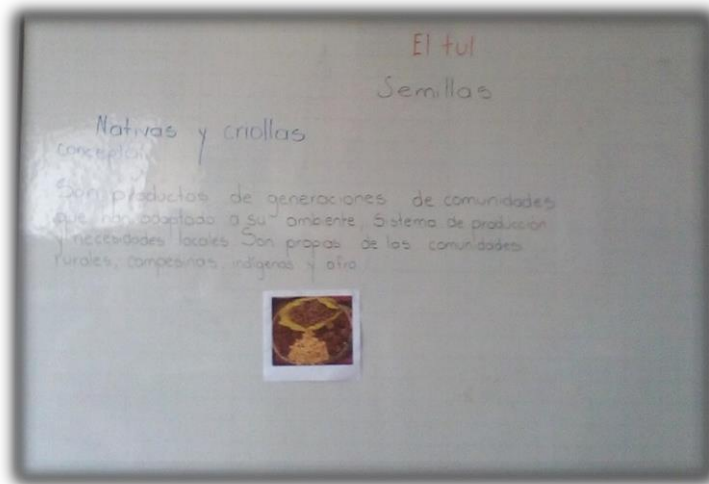 El tul
Semillas
Nativas y criollas
concepto:
Son productos de generaciones de comunidades
que han adaptado a su ambiente, Sistema de producción
y necesidades locales Son propias de las comunidades
rurales, campesinas, indígenas y afro